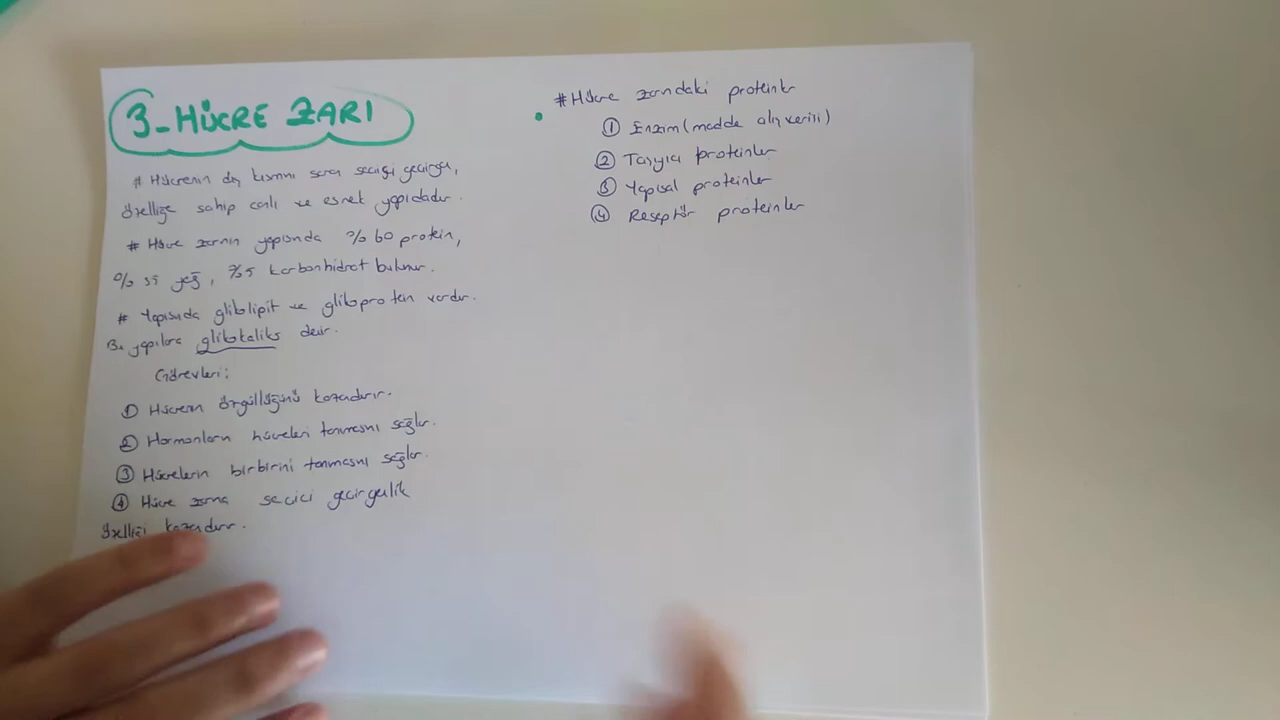 3-HÜCRE ZARI
# Hücrenin dış kısmını saran seçici geçirgen,
özelliğe sahip canlı ve esnek yapıdadır.
# Hücre zarının yapısında %60 protein,
%35 yağ, %5 karbonhidrat bulunur.
# Yapısında glikolipit ve glikoprotein vardır.
Bu yapılara glikokaliks denir.
Görevleri:
① Hücrenin özgüllüğünü kazandırır.
② Hormonların hücreleri tanımasını sağlar.
③ Hücrelerin birbirini tanımasını sağlar.
④ Hücre zarına seçici geçirgenlik
özelliği kazandırır.
# Hücre zarındaki proteinler
① Enzim (madde alışverişi)
② Taşıyıcı proteinler
③ Yapısal proteinler
④ Reseptör proteinler